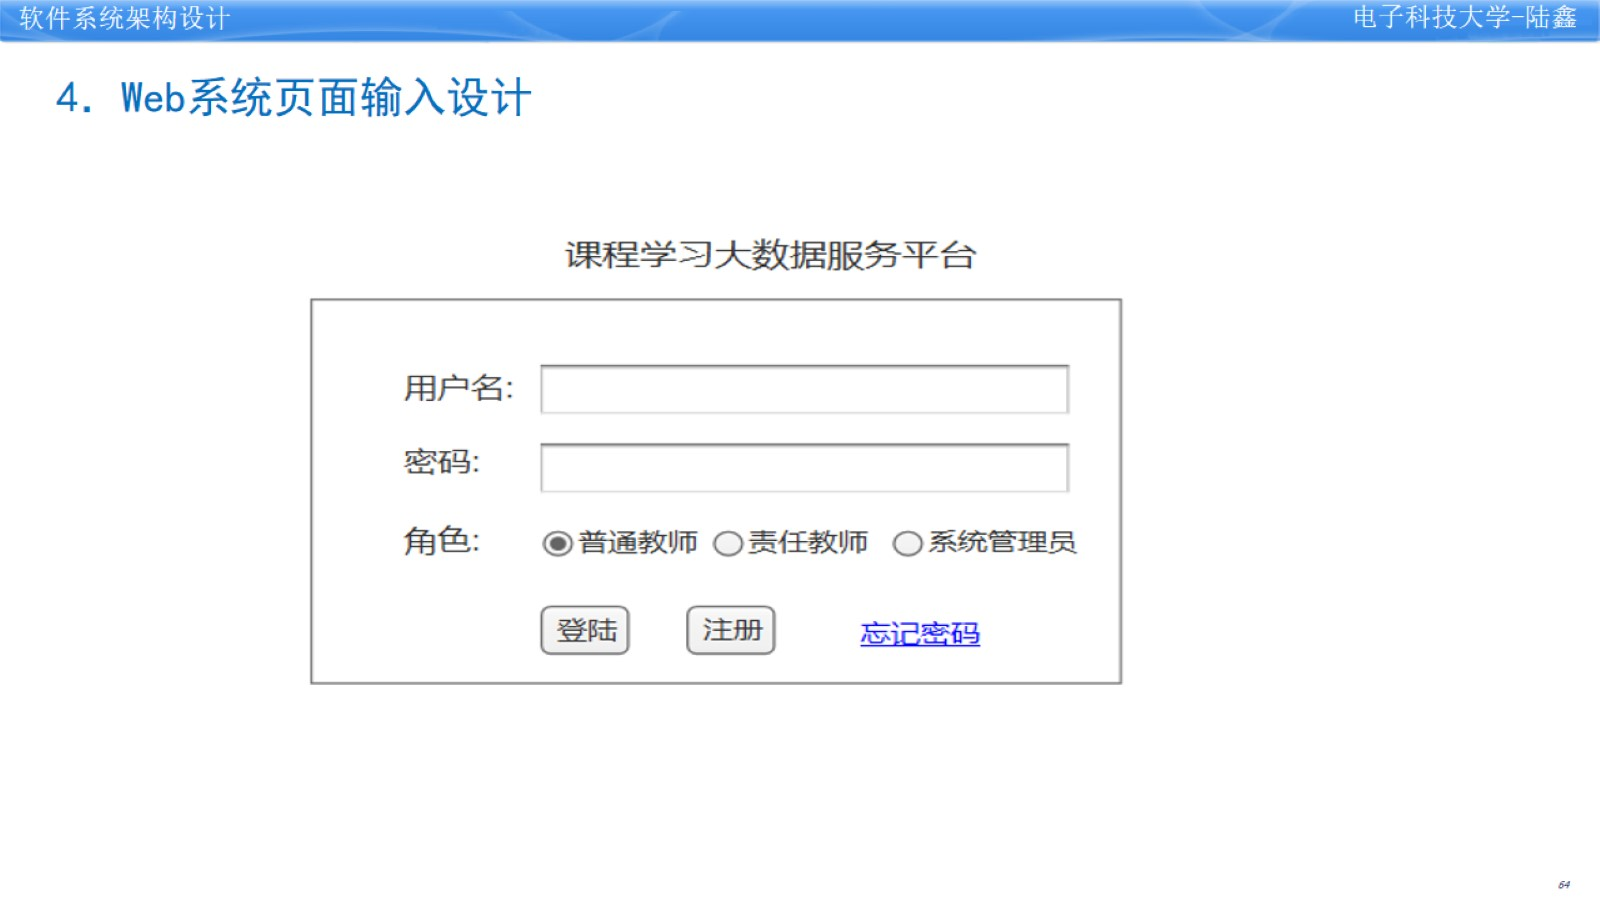 软件系统架构设计
电子科技大学-陆鑫
4. Web系统页面输入设计
课程学习大数据服务平台
用户名:
密码:
角色: 普通教师 责任教师 系统管理员
登陆 注册 忘记密码
64